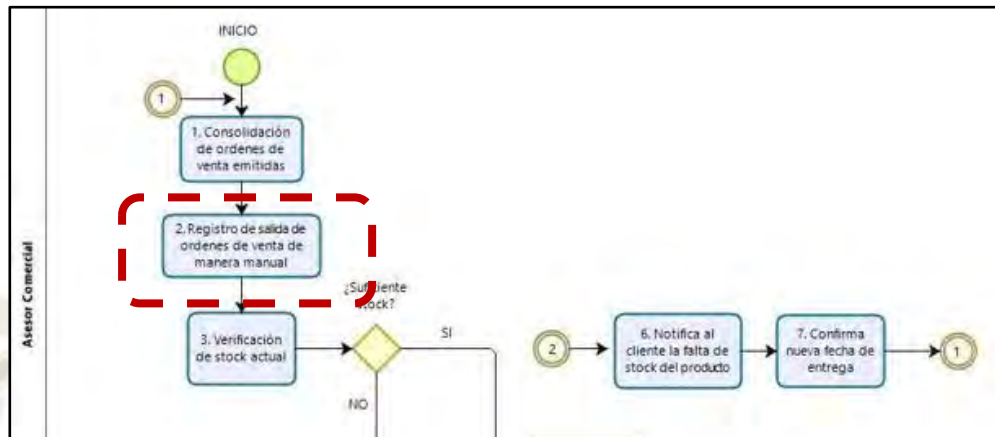 Asesor Comercial
INICIO
1
1. Consolidación
de ordenes de
venta emitidas
2. Registro de salida de
ordenes de venta de
manera manual
3. Verificación
de stock actual
¿Suficiente
stock?
SI
NO
2
6. Notifica al
cliente la falta de
stock del producto
7. Confirma
nueva fecha de
entrega
1